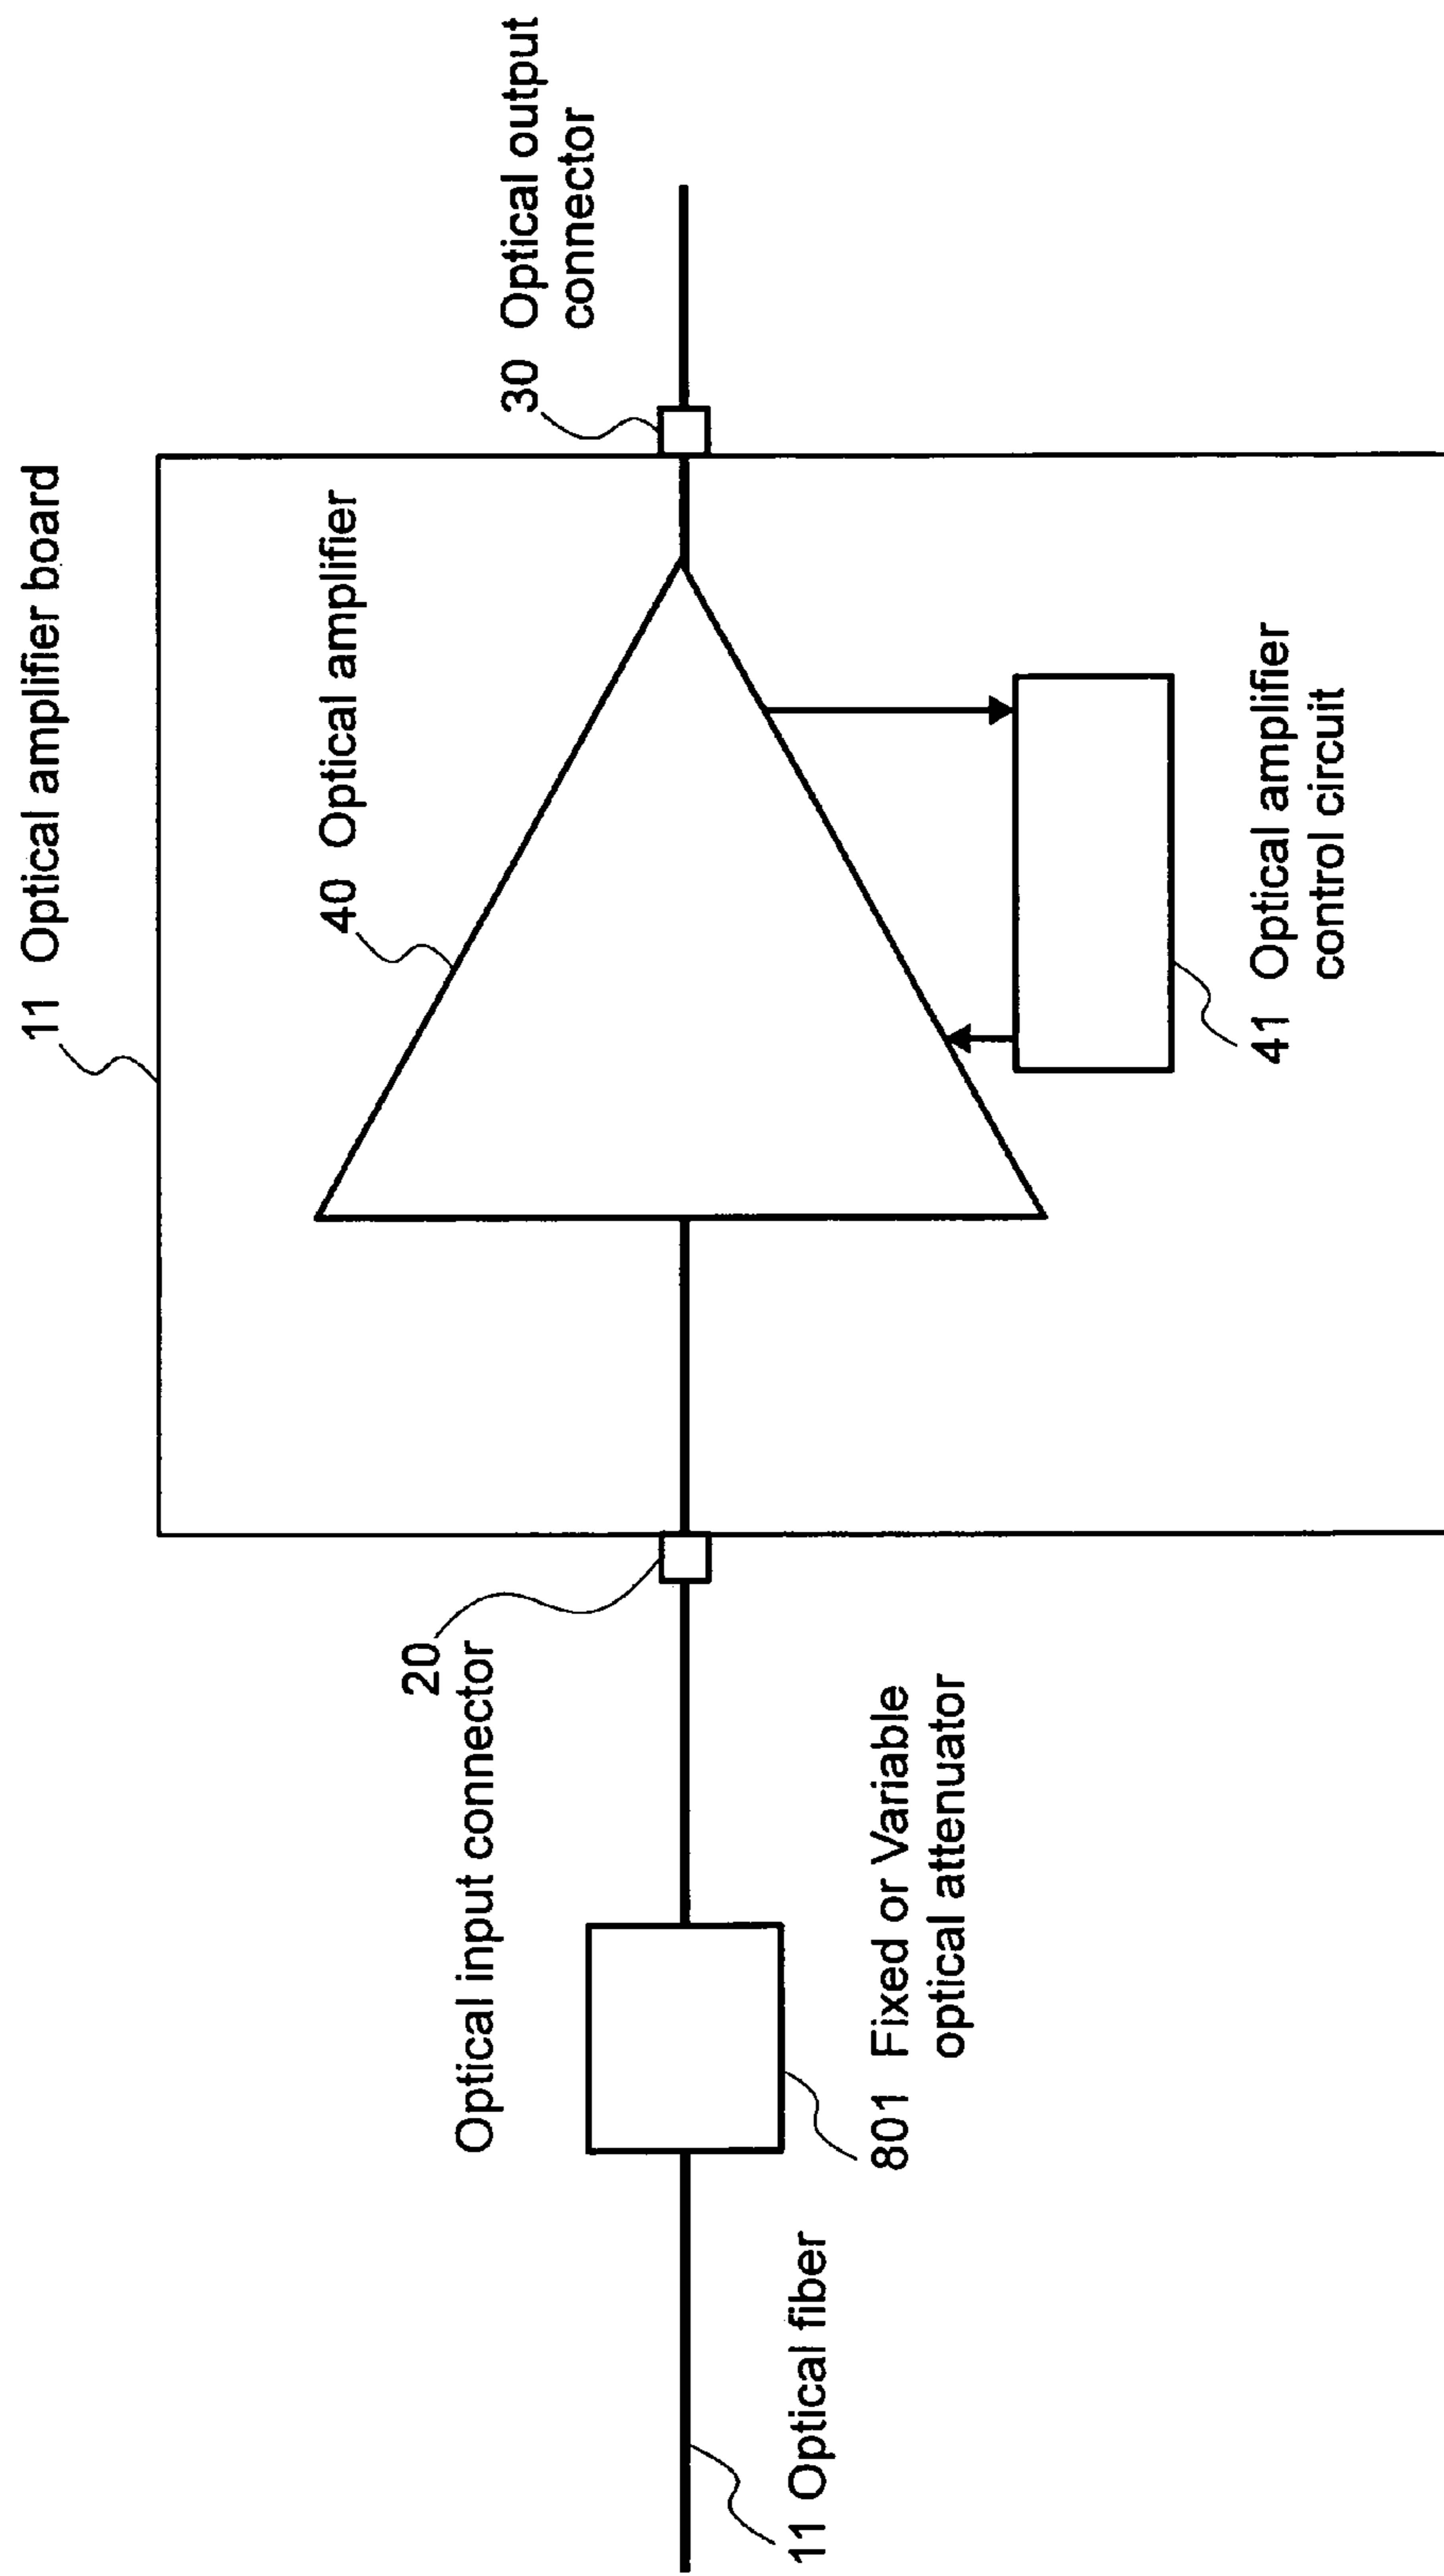 11 Optical amplifier board
40 Optical amplifier
30 Optical output
connector
20
Optical input connector
41 Optical amplifier
control circuit
801 Fixed or Variable
optical attenuator
11 Optical fiber